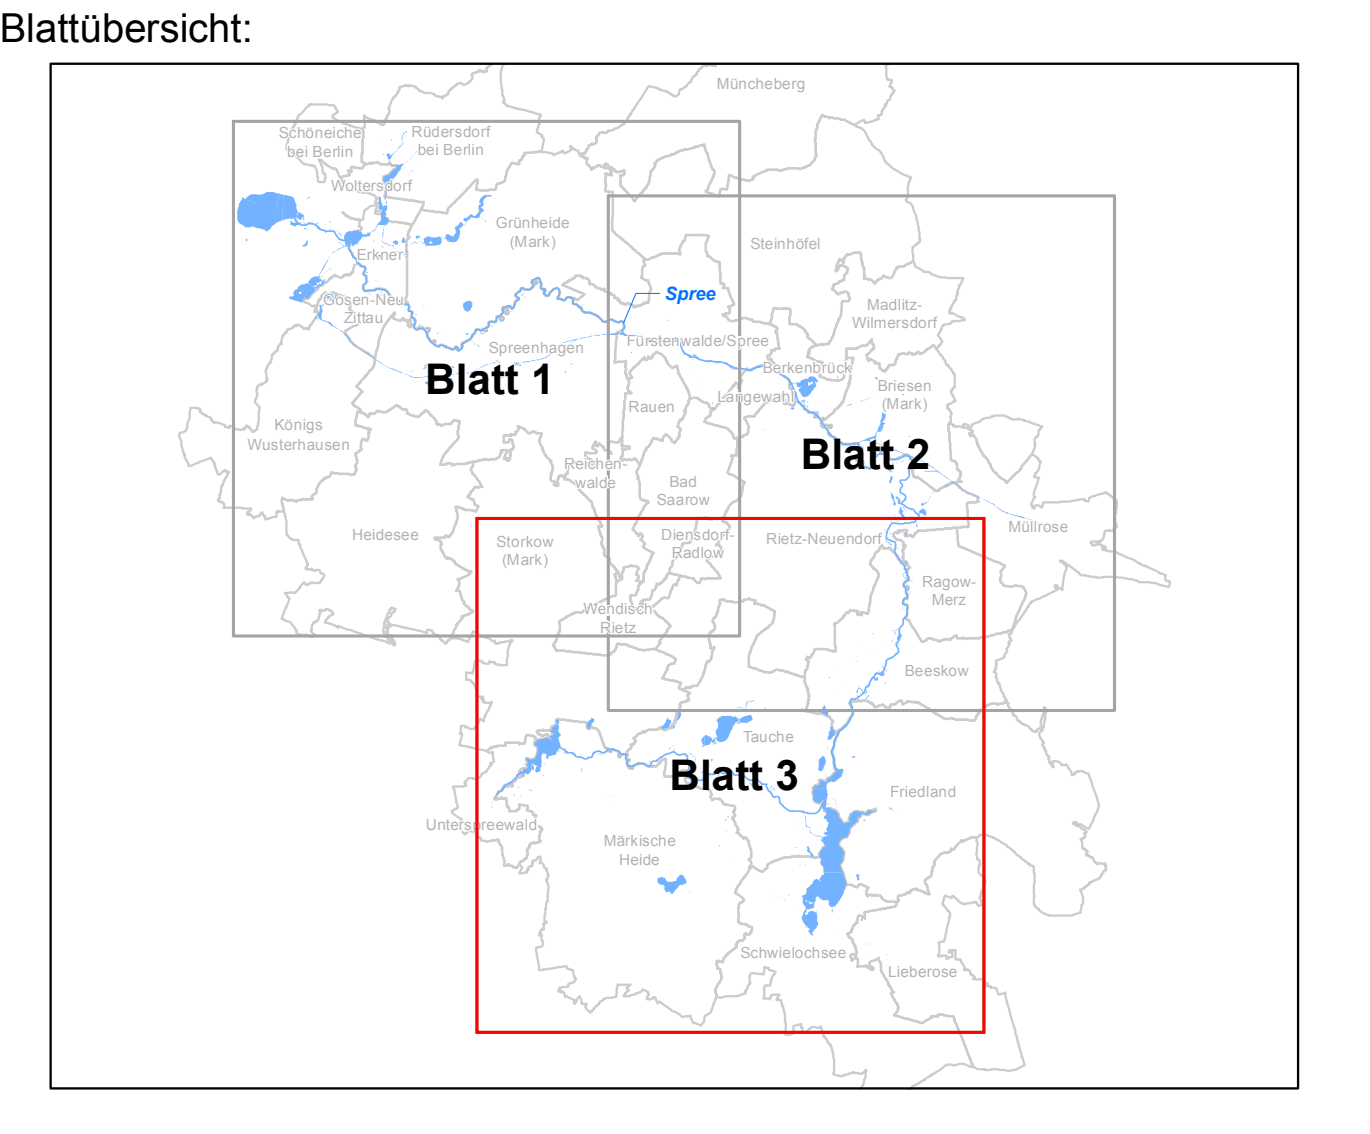 Blattübersicht:
Müncheberg
Schöneiche
bei Berlin
Rüdersdorf
bei Berlin
Woltersdorf
Grünheide
(Mark)
Steinhöfel
Erkner
Gosen-Neu
Zittau
Spree
Madlitz-
Wilmersdorf
Spreenhagen
Fürstenwalde/Spree
Berkenbrück
Blatt 1
Briesen
(Mark)
Langewahl
Rauen
Königs
Wusterhausen
Blatt 2
Reichen-
walde
Bad
Saarow
Heidesee
Storkow
(Mark)
Diensdorf-
Radlow
Rietz-Neuendorf
Müllrose
Ragow-
Merz
Wendisch
Rietz
Beeskow
Tauche
Blatt 3
Friedland
Unterspreewald
Märkische
Heide
Schwielochsee
Lieberose